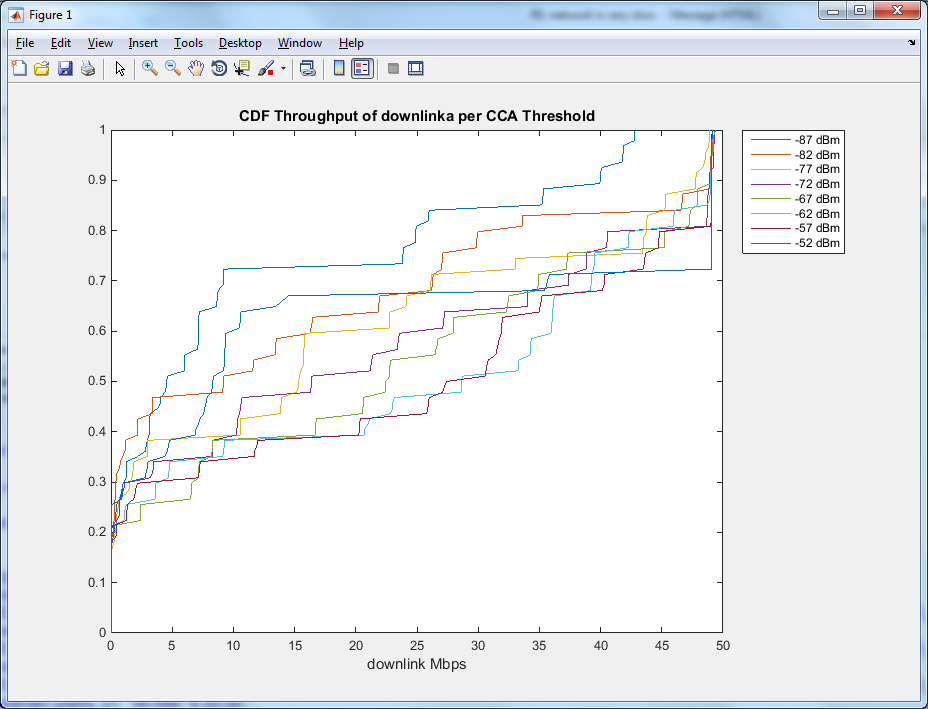 Figure 1
File Edit View Insert Tools Desktop Window Help
CDF Throughput of downlinka per CCA Threshold
1
0.9
0.8
0.7
0.6
0.5
0.4
0.3
0.2
0.1
0
0 5 10 15 20 25 30 35 40 45 50
downlink Mbps
-87 dBm
-82 dBm
-77 dBm
-72 dBm
-67 dBm
-62 dBm
-57 dBm
-52 dBm